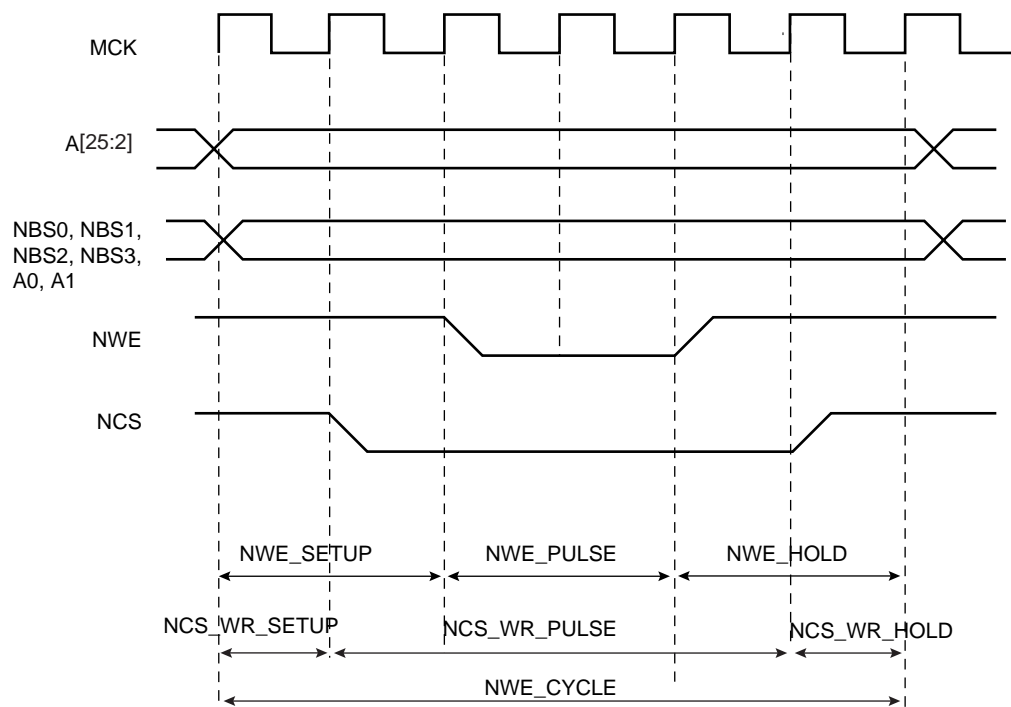 MCK
A[25:2]
NBS0, NBS1,
NBS2, NBS3,
A0, A1
NWE
NCS
NWE_SETUP
NWE_PULSE
NWE_HOLD
NCS_WR_SETUP
NCS_WR_PULSE
NCS_WR_HOLD
NWE_CYCLE